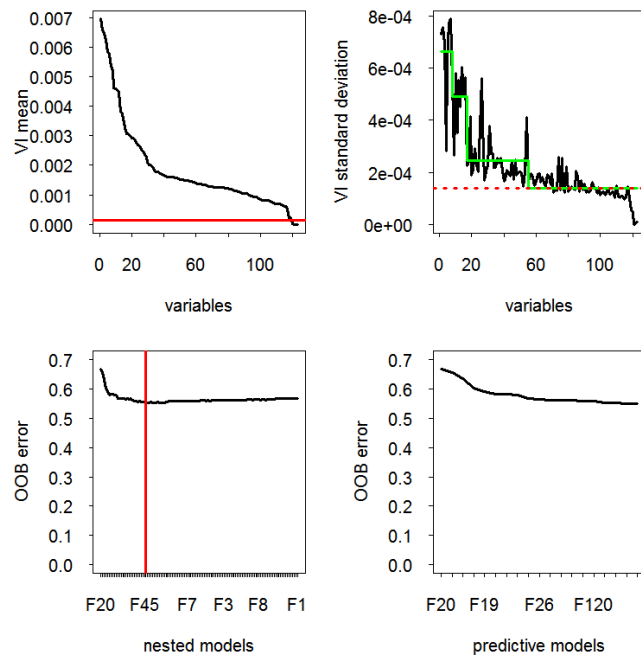 0.007
0.006
0.005
0.004
0.003
0.002
0.001
0.000
VI mean
0 20 60 100
variables
8e-04
6e-04
4e-04
2e-04
0e+00
VI standard deviation
0 20 60 100
variables
0.7
0.6
0.5
0.4
0.3
0.2
0.1
0.0
OOB error
F20 F45 F7 F3 F8 F1
nested models
0.7
0.6
0.5
0.4
0.3
0.2
0.1
0.0
OOB error
F20 F19 F26 F120
predictive models